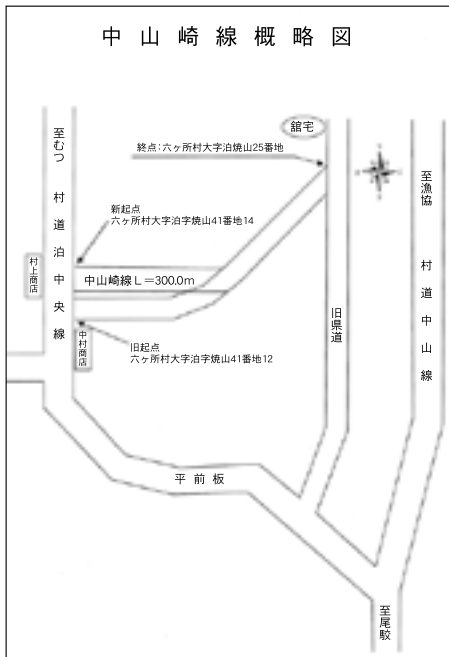 中山崎線概略図
舘宅
終点:六ヶ所村大字泊焼山25番地
至むつ
村道泊中央線
新起点
六ヶ所村大字泊字焼山41番地14
村上商店
中山崎線L=300.0m
旧起点
六ヶ所村大字泊字焼山41番地12
中村商店
旧県道
至漁協
村道中山線
平前板
至尾駮